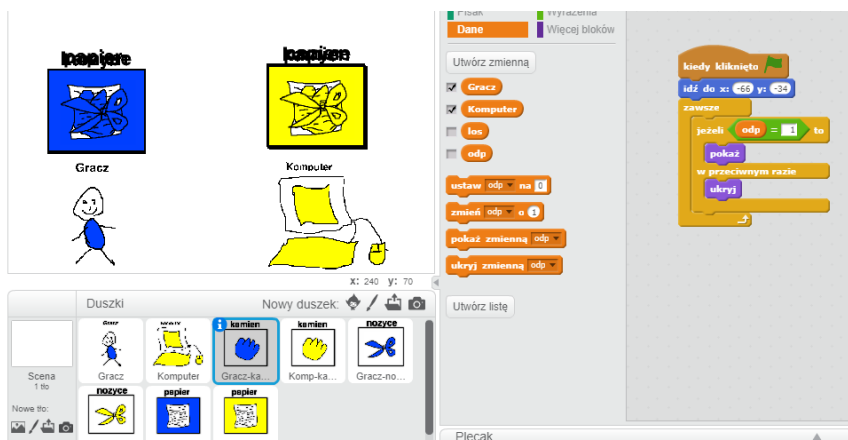 papier
papier
Gracz
Komputer
x: 240 y: 70
Duszki
Nowy duszek:
Scena
1 tło
Nowe tło:
Gracz
Gracz
Komputer
kamien
Gracz-ka...
kamien
Komp-ka...
nozyce
Gracz-no...
nozyce
papier
papier
Pisak
Wyrażenia
Dane
Więcej bloków
Utwórz zmienną
Gracz
Komputer
los
odp
ustaw odp na 0
zmień odp o 1
pokaż zmienną odp
ukryj zmienną odp
Utwórz listę
kiedy kliknięto
idź do x: -66 y: -34
zawsze
jeżeli odp = 1 to
pokaż
w przeciwnym razie
ukryj
Plecak